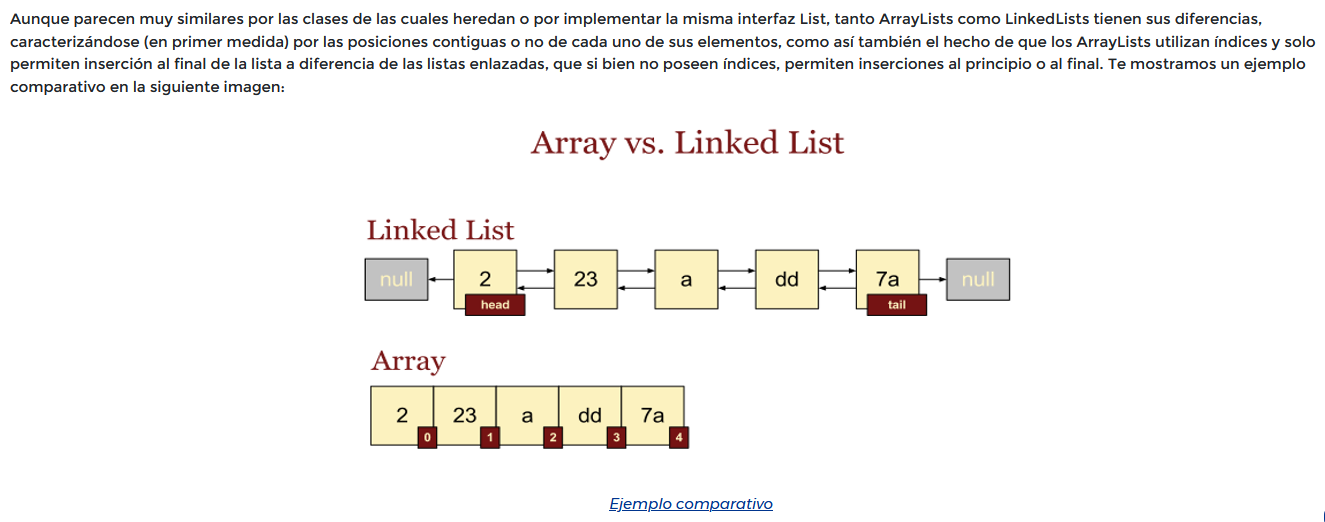 Aunque parecen muy similares por las clases de las cuales heredan o por implementar la misma interfaz List, tanto ArrayLists como LinkedLists tienen sus diferencias,
caracterizándose (en primer medida) por las posiciones contiguas o no de cada uno de sus elementos, como así también el hecho de que los ArrayLists utilizan índices y solo
permiten inserción al final de la lista a diferencia de las listas enlazadas, que si bien no poseen índices, permiten inserciones al principio o al final. Te mostramos un ejemplo
comparativo en la siguiente imagen:
Array vs. Linked List
Linked List
null 2 23 a dd 7a null
head tail
Array
2 23 a dd 7a
0 1 2 3 4
Ejemplo comparativo